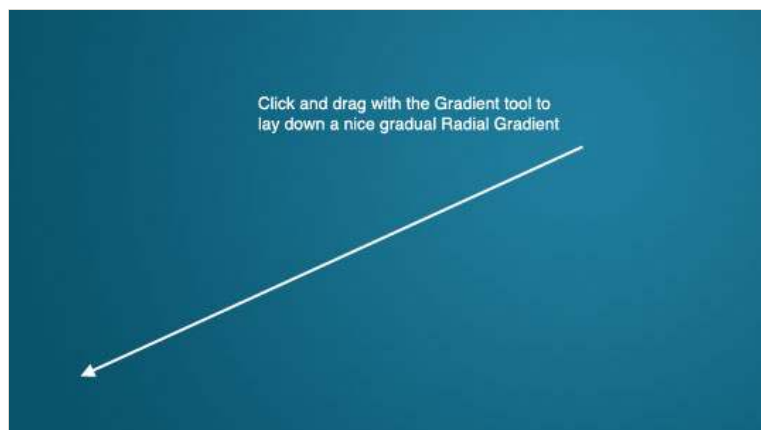 Click and drag with the Gradient tool to
lay down a nice gradual Radial Gradient